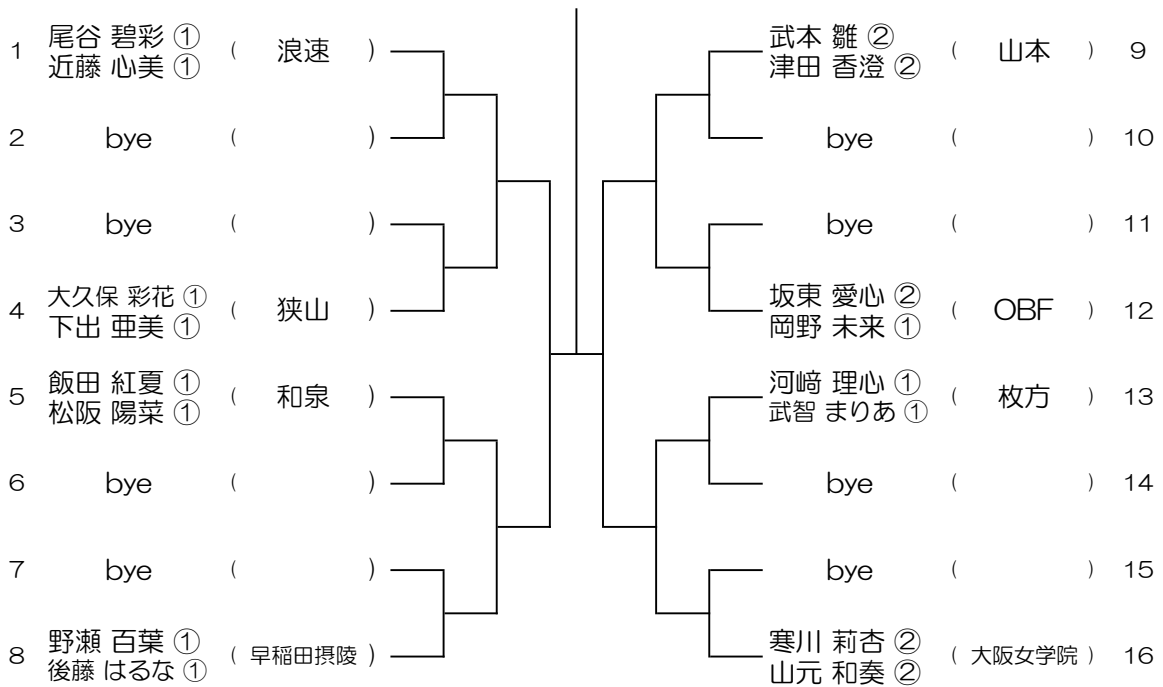 1 尾谷 碧彩 ① ( 浪速 )
近藤 心美 ①
2 bye ( )
3 bye ( )
4 大久保 彩花 ① ( 狭山 )
下出 亜美 ①
5 飯田 紅夏 ① ( 和泉 )
松阪 陽菜 ①
6 bye ( )
7 bye ( )
8 野瀬 百葉 ① ( 早稲田摂陵 )
後藤 はるな ①
武本 雛 ② ( 山本 ) 9
津田 香澄 ②
bye ( ) 10
bye ( ) 11
坂東 愛心 ② ( OBF ) 12
岡野 未来 ①
河﨑 理心 ① ( 枚方 ) 13
武智 まりあ ①
bye ( ) 14
bye ( ) 15
寒川 莉杏 ② ( 大阪女学院 ) 16
山元 和奏 ②